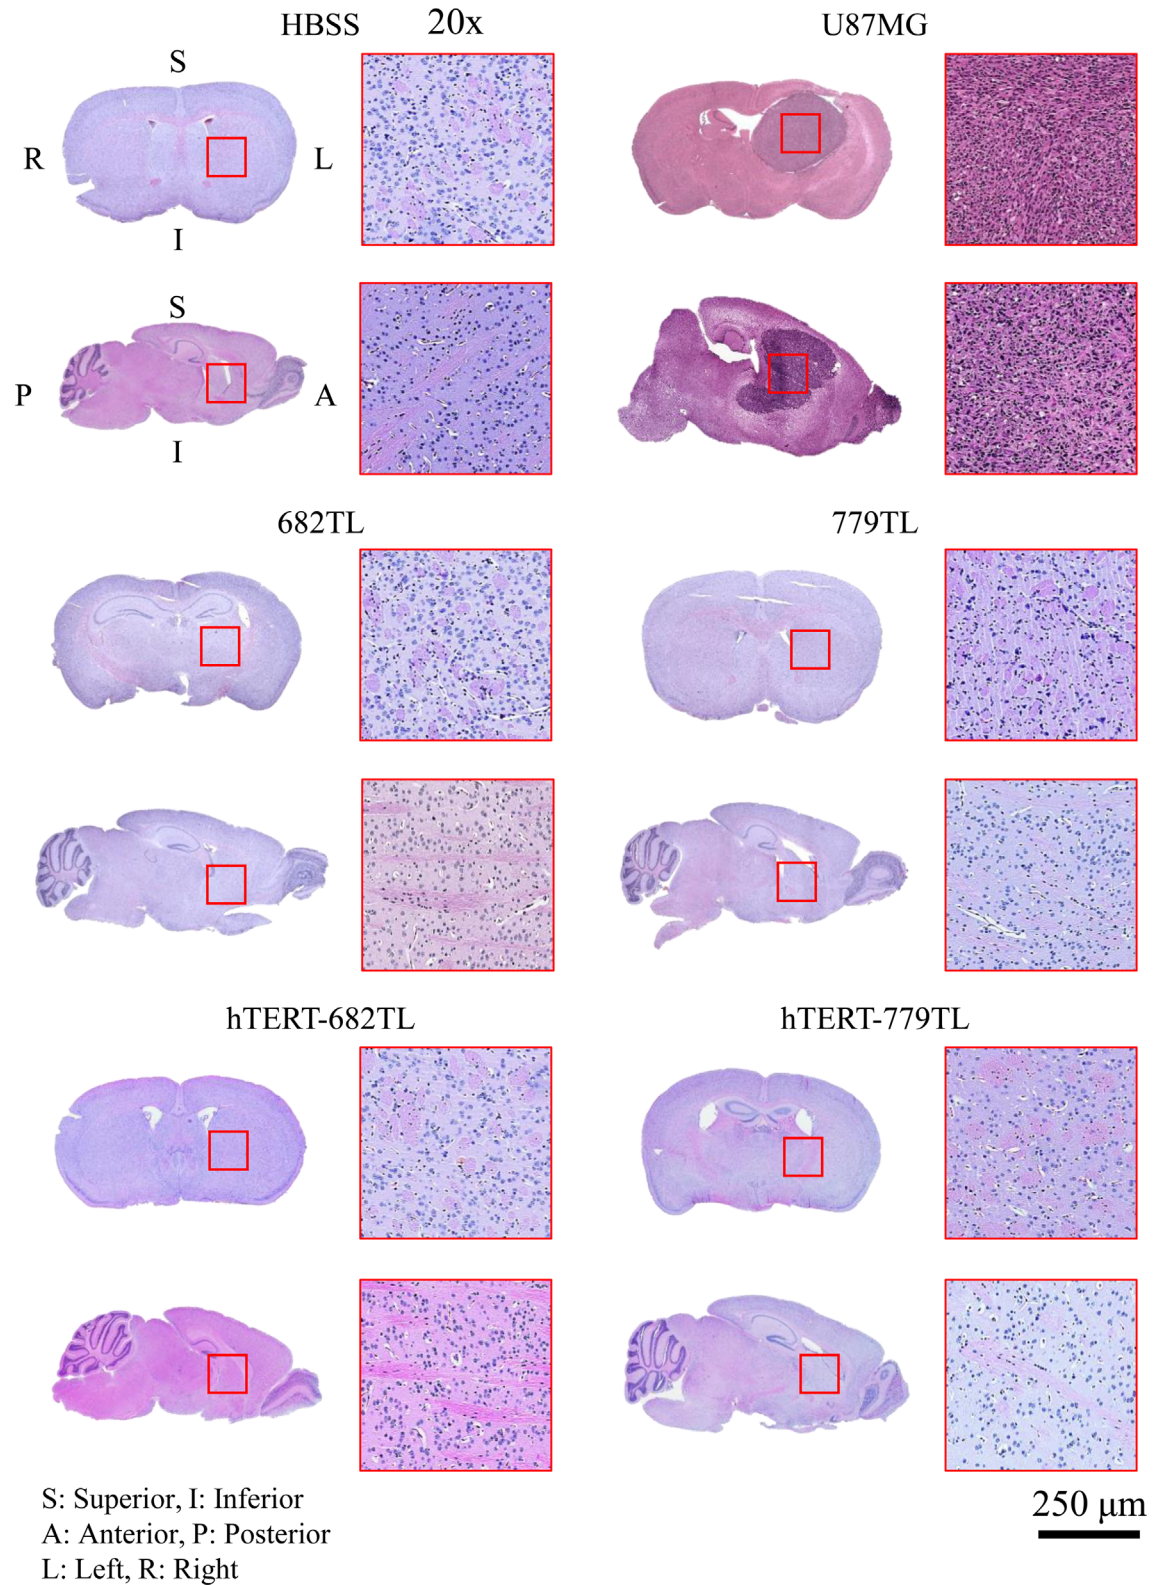 HBSS 20x U87MG
S
R L
I
S
P A
I
682TL 779TL
hTERT-682TL hTERT-779TL
S: Superior, I: Inferior
A: Anterior, P: Posterior
L: Left, R: Right
250 μm